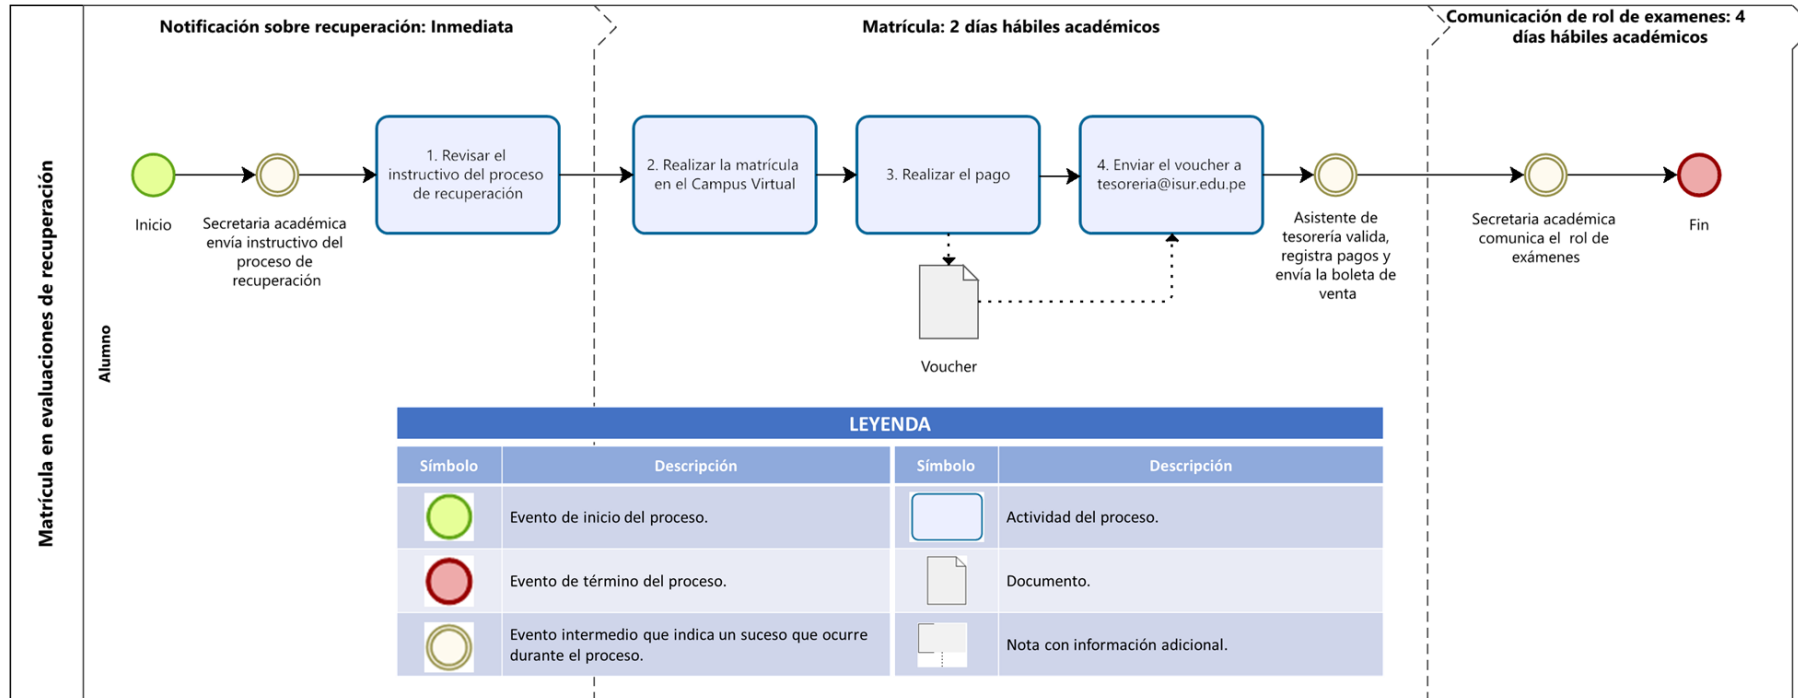 Notificación sobre recuperación: Inmediata
Matrícula: 2 días hábiles académicos
Comunicación de rol de examenes: 4
días hábiles académicos
Matrícula en evaluaciones de recuperación
Alumno
Inicio
Secretaria académica
envía instructivo del
proceso de
recuperación
1. Revisar el
instructivo del proceso
de recuperación
2. Realizar la matrícula
en el Campus Virtual
3. Realizar el pago
4. Enviar el voucher a
tesoreria@isur.edu.pe
Voucher
Asistente de
tesorería valida,
registra pagos y
envía la boleta de
venta
Secretaria académica
comunica el rol de
exámenes
Fin
LEYENDA
Símbolo
Descripción
Símbolo
Descripción
Evento de inicio del proceso.
Actividad del proceso.
Evento de término del proceso.
Documento.
Evento intermedio que indica un suceso que ocurre
durante el proceso.
Nota con información adicional.